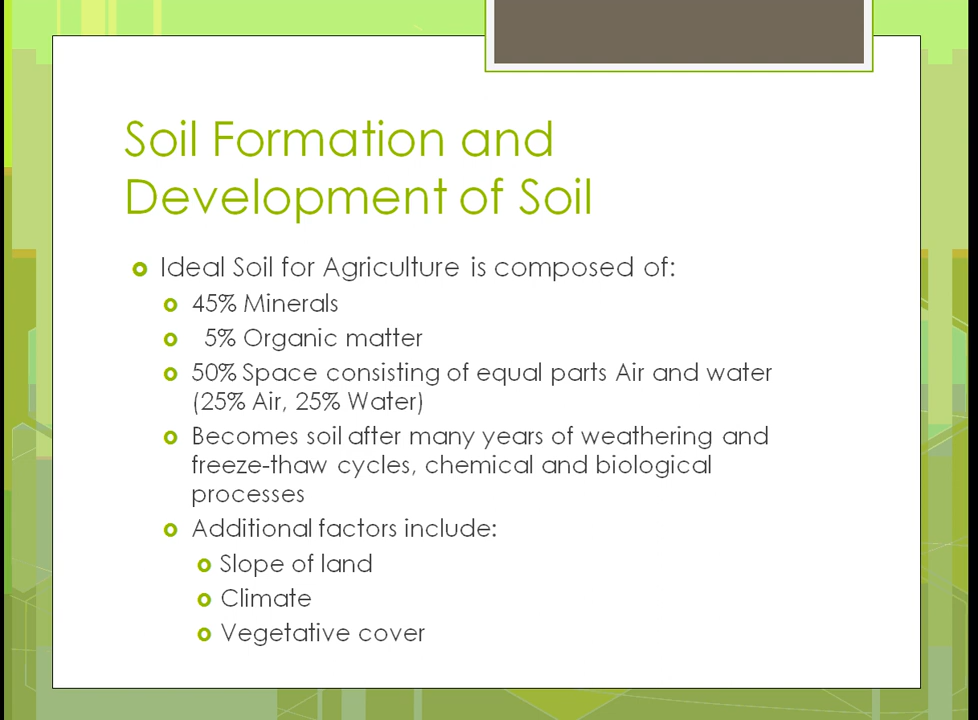 Soil Formation and
Development of Soil
Ideal Soil for Agriculture is composed of:
45% Minerals
5% Organic matter
50% Space consisting of equal parts Air and water
(25% Air, 25% Water)
Becomes soil after many years of weathering and
freeze-thaw cycles, chemical and biological
processes
Additional factors include:
Slope of land
Climate
Vegetative cover